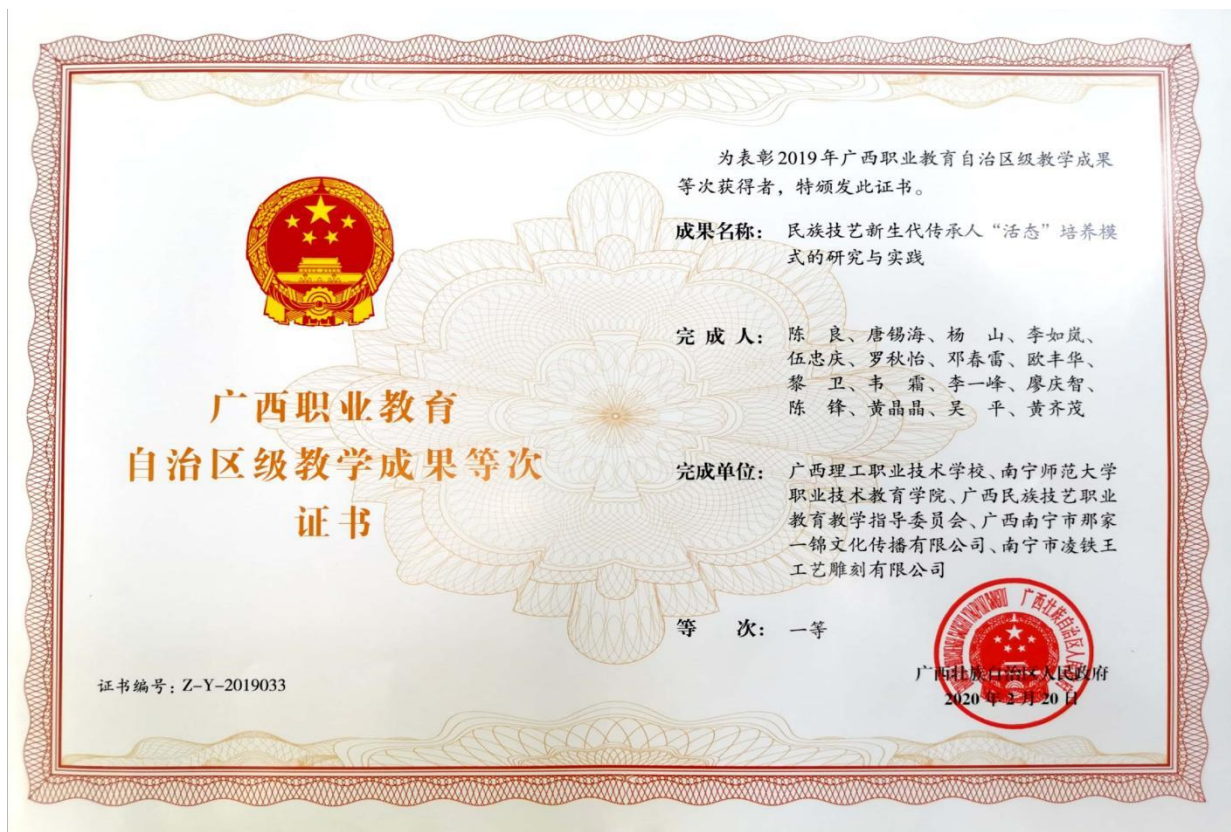 广西职业教育
自治区级教学成果等次
证书
证书编号：Z-Y-2019033
为表彰2019年广西职业教育自治区级教学成果
等次获得者，特颁发此证书。
成果名称： 民族技艺新生代传承人“活态”培养模
式的研究与实践
完 成 人： 陈　良、唐锡海、杨　山、李如岚、
伍忠庆、罗秋怡、邓春雷、欧丰华、
黎　卫、韦　霜、李一峰、廖庆智、
陈　锋、黄晶晶、吴　平、黄齐茂
完成单位： 广西理工职业技术学校、南宁师范大学
职业技术教育学院、广西民族技艺职业
教育教学指导委员会、广西南宁市那家
一锦文化传播有限公司、南宁市凌铁王
工艺雕刻有限公司
等　次： 一等
广西壮族自治区人民政府
广西壮族自治区人民政府
2020年2月20日